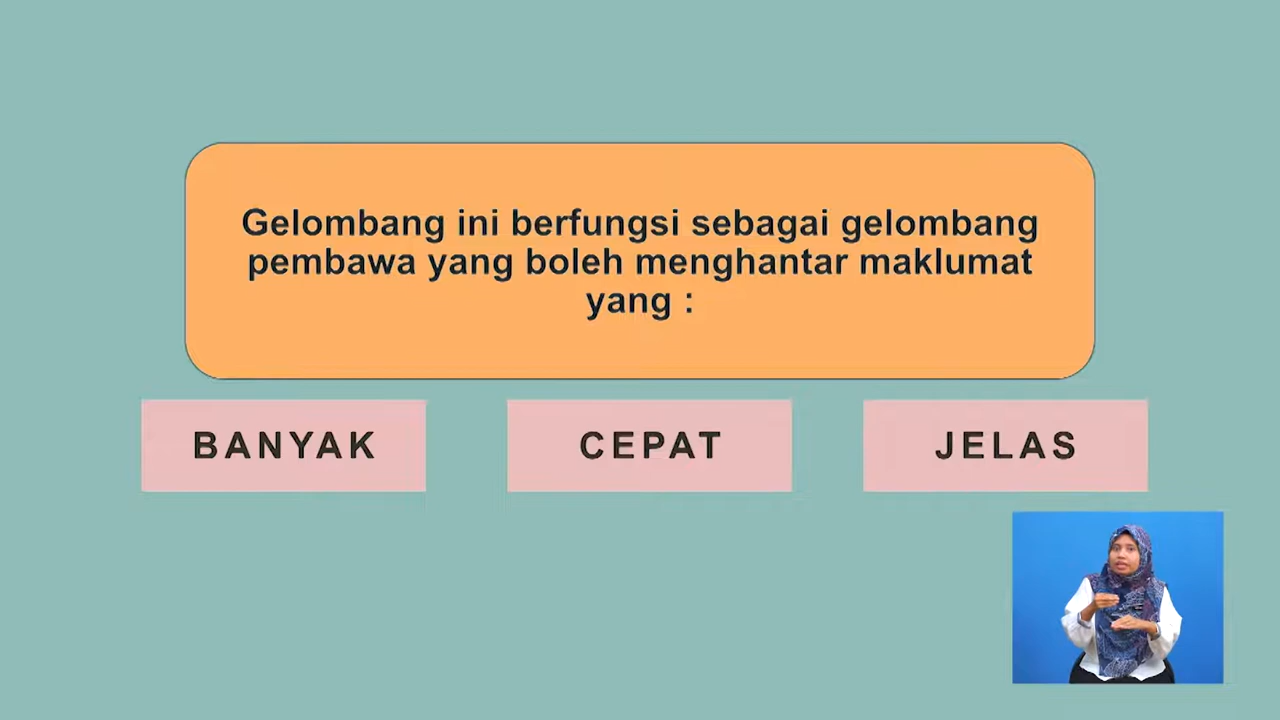 Gelombang ini berfungsi sebagai gelombang
pembawa yang boleh menghantar maklumat
yang :
BANYAK
CEPAT
JELAS